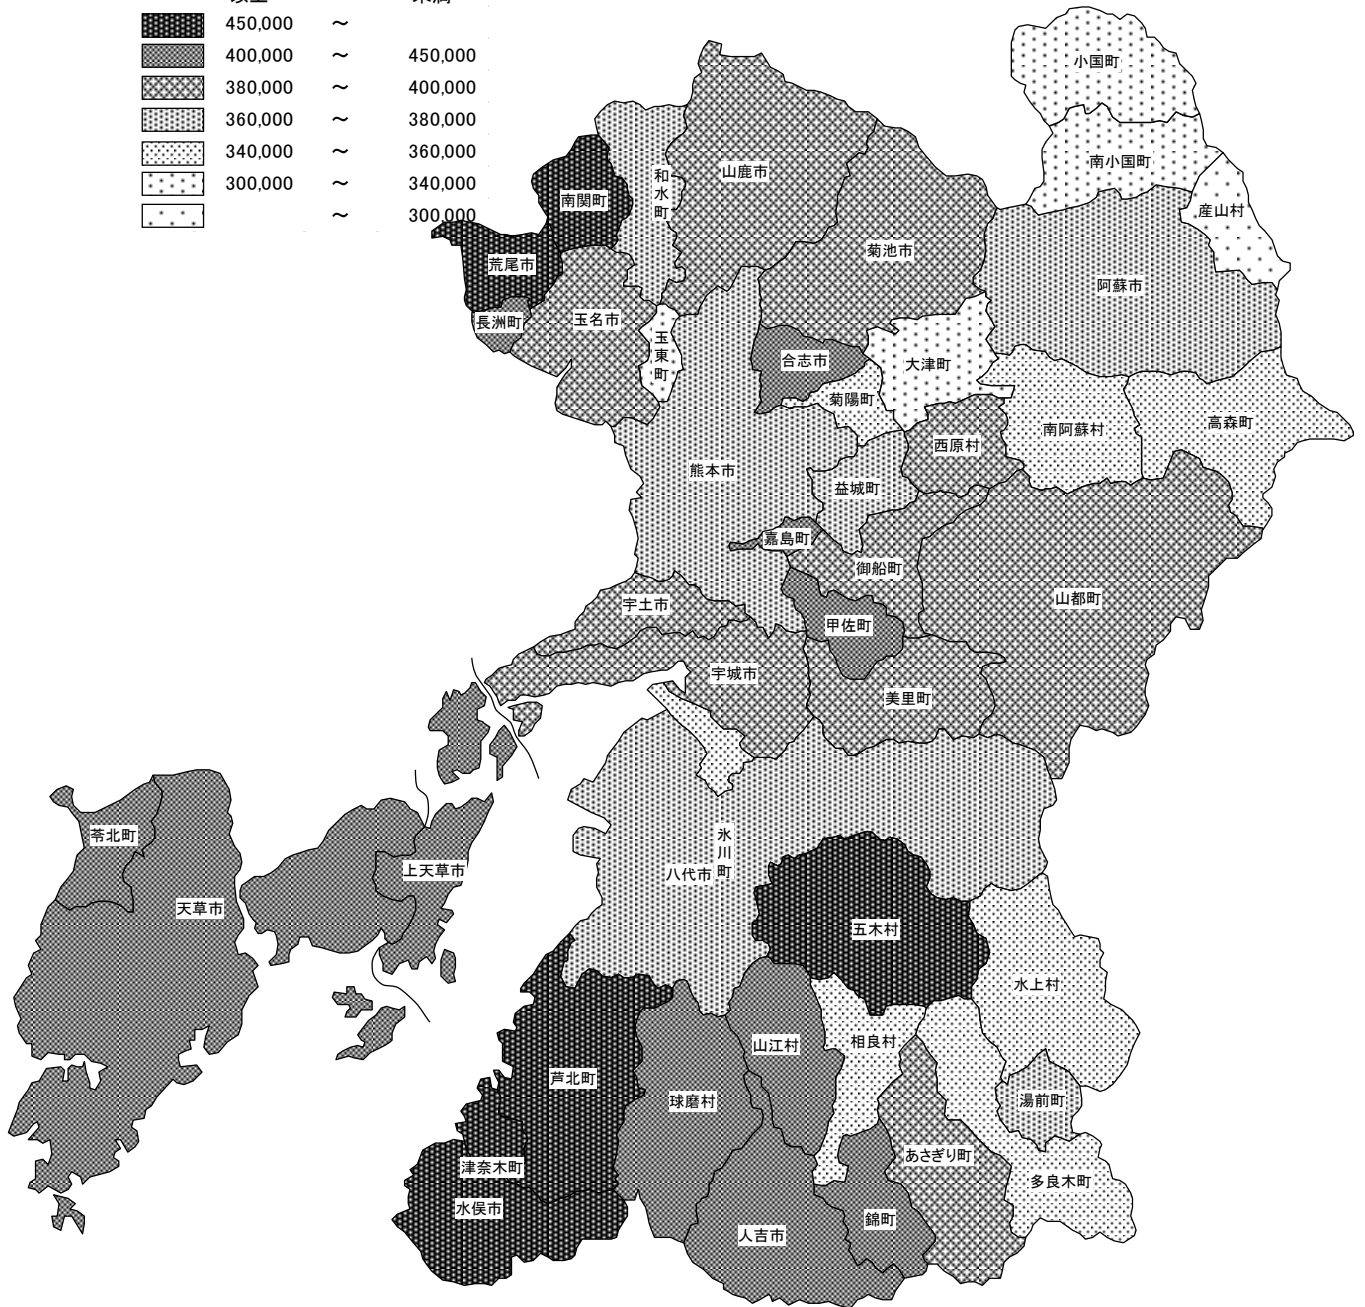 以上 未満
450,000 ～
400,000 ～ 450,000
380,000 ～ 400,000
360,000 ～ 380,000
340,000 ～ 360,000
300,000 ～ 340,000
～ 300,000
小国町
南小国町
産山村
山鹿市
和水町
南関町
菊池市
荒尾市
阿蘇市
長洲町
玉名市
玉東町
合志市
大津町
菊陽町
高森町
南阿蘇村
西原村
熊本市
益城町
嘉島町
御船町
山都町
宇土市
甲佐町
宇城市
美里町
苓北町
氷川町
上天草市
八代市
天草市
五木村
水上村
山江村
相良村
芦北町
球磨村
湯前町
あさぎり町
津奈木町
多良木町
水俣市
錦町
人吉市